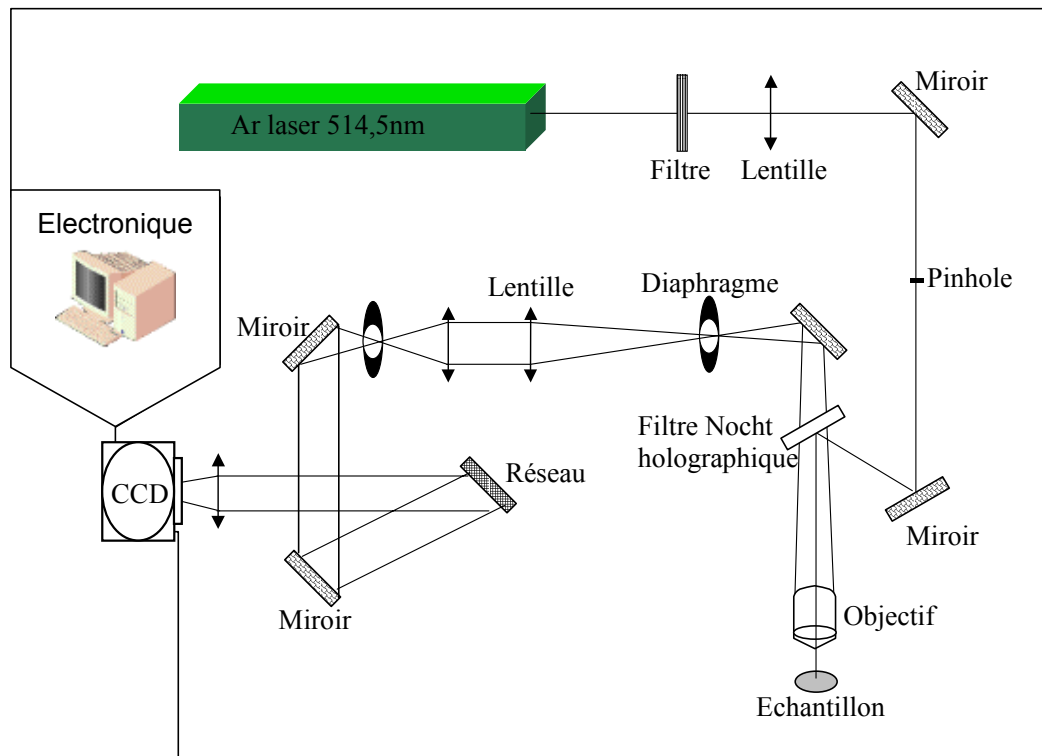 Miroir
Ar laser 514,5nm
Filtre
Lentille
Electronique
Pinhole
Diaphragme
Lentille
Miroir
Filtre Nocht
holographique
Réseau
CCD
Miroir
Miroir
Objectif
Echantillon